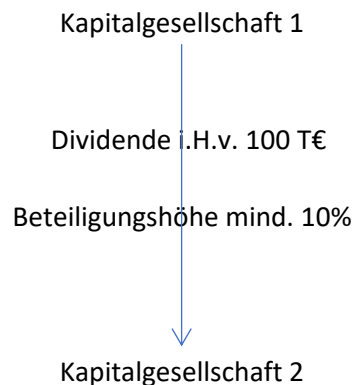 Kapitalgesellschaft 1
Dividende i.H.v. 100 T€
Beteiligungshöhe mind. 10%
Kapitalgesellschaft 2